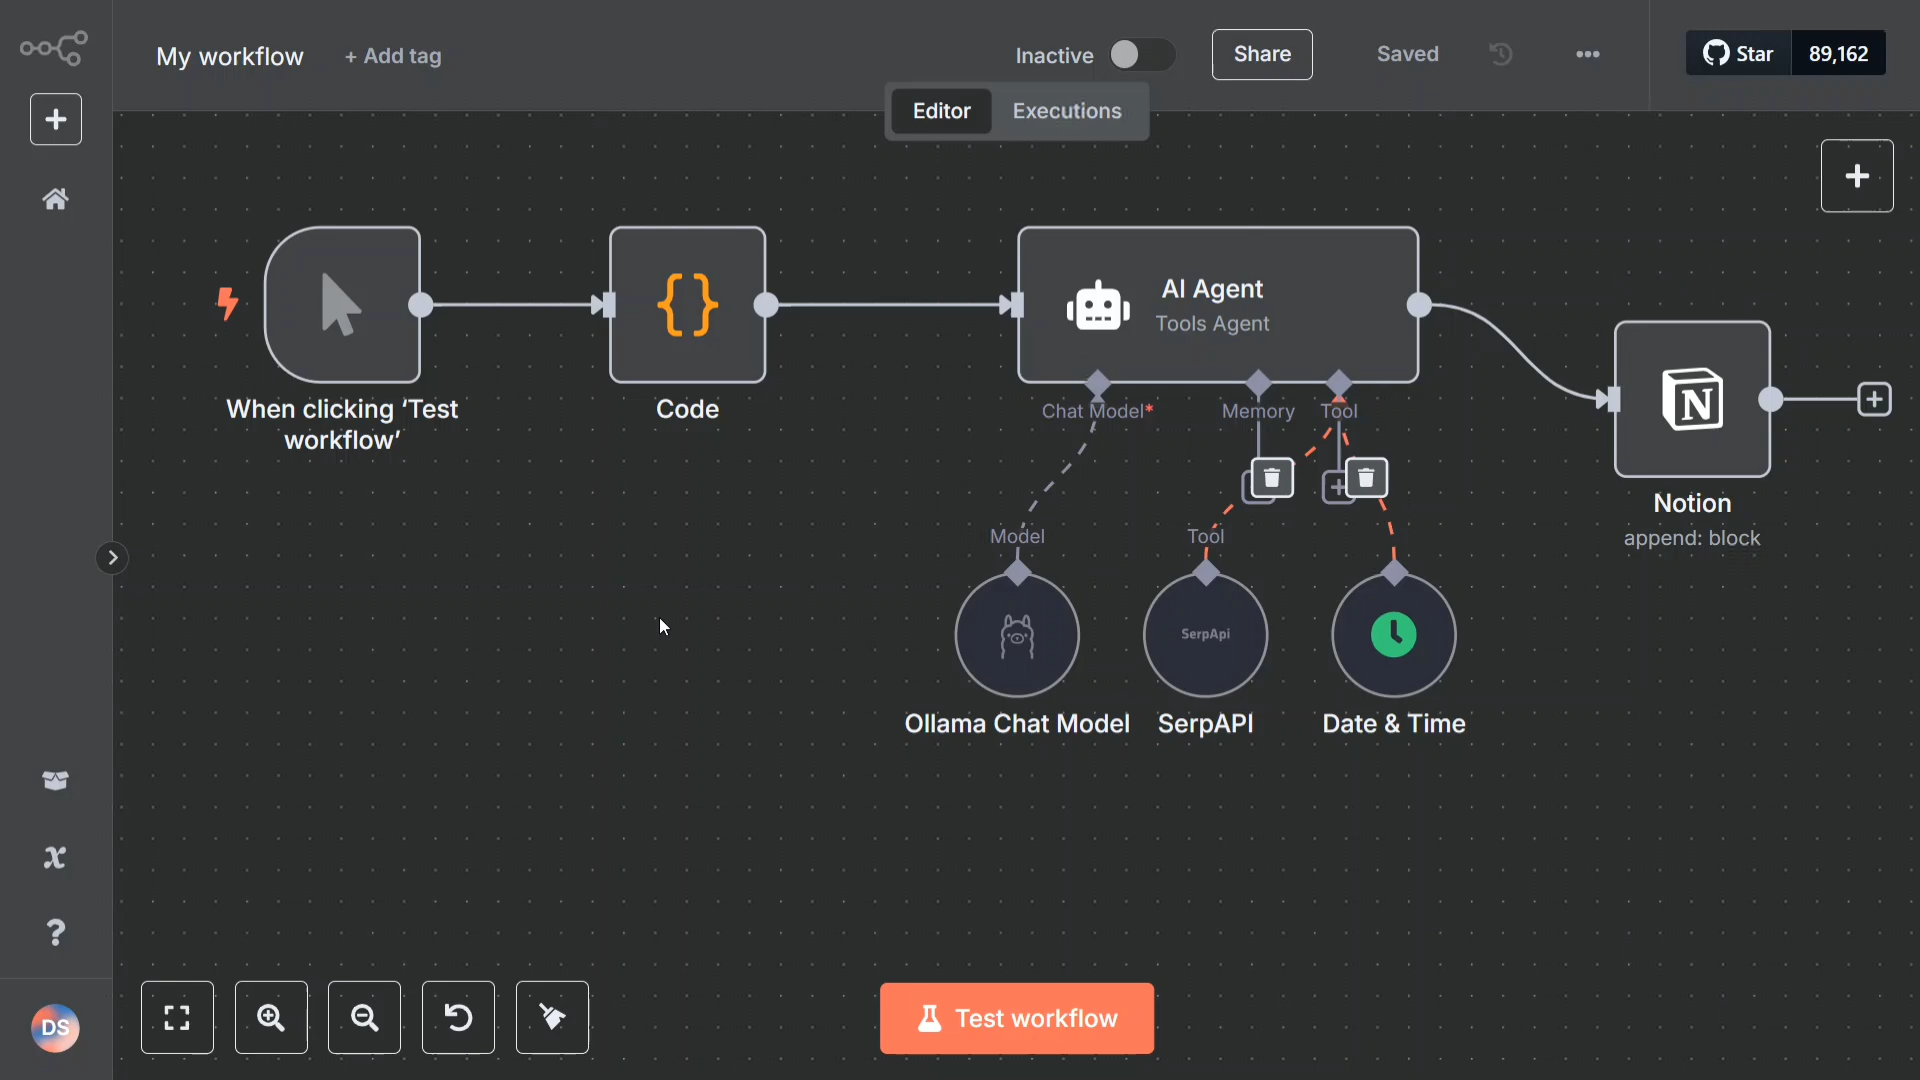 My workflow
+ Add tag
Inactive
Share
Saved
Star
89,162
Editor
Executions
AI Agent
Tools Agent
When clicking ‘Test
workflow’
Code
Chat Model*
Memory
Tool
Notion
append: block
Model
Tool
SerpApi
Ollama Chat Model
SerpAPI
Date & Time
DS
Test workflow